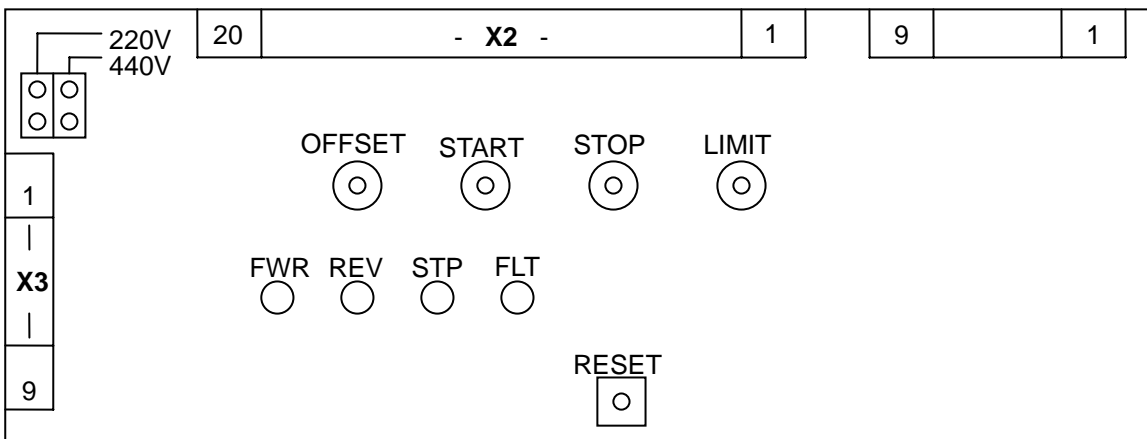 220V
440V
20 - X2 - 1
9 1
OFFSET START STOP LIMIT
1
|
X3
|
9
FWR REV STP FLT
RESET